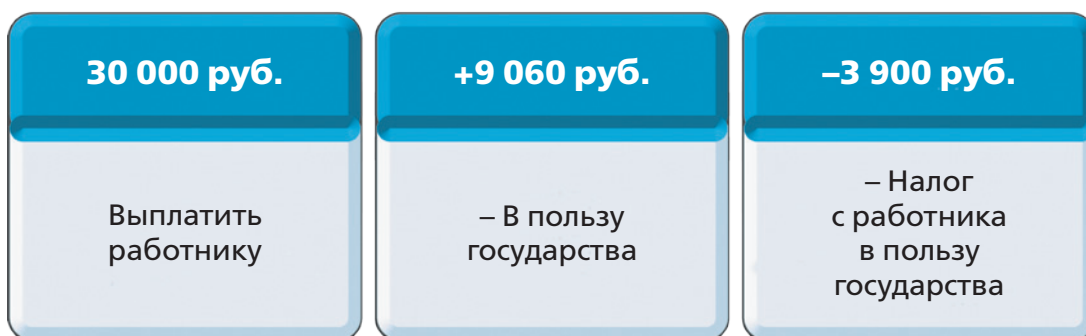 30 000 руб.
Выплатить
работнику
+9 060 руб.
– В пользу
государства
–3 900 руб.
– Налог
с работника
в пользу
государства